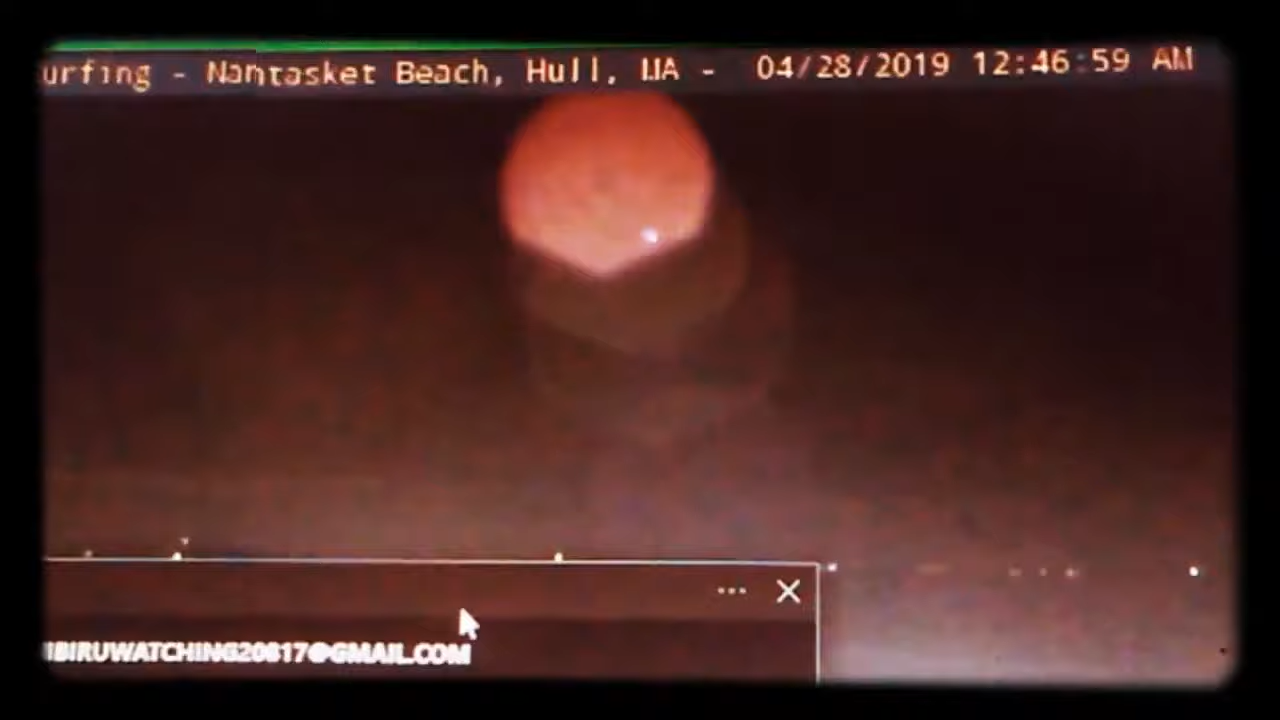 urfing - Nantasket Beach, Hull, MA - 04/28/2019 12:46:59 AM
IBIRUWATCHING20817@GMAIL.COM